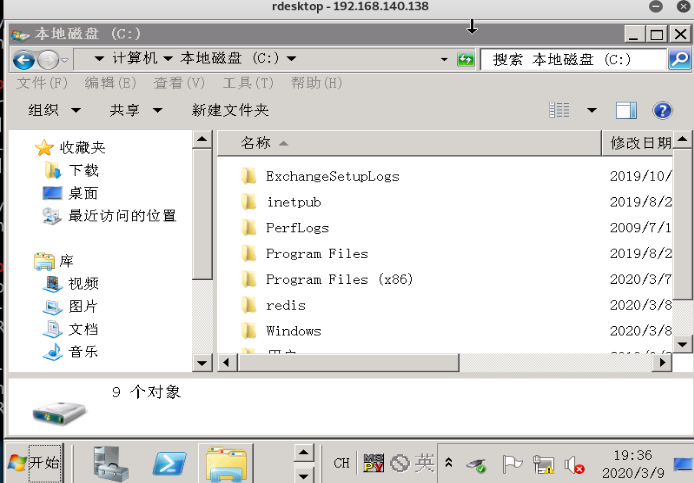 rdesktop - 192.168.140.138
本地磁盘 (C:)
计算机 本地磁盘 (C:) 搜索 本地磁盘 (C:)
文件(F) 编辑(E) 查看(V) 工具(T) 帮助(H)
组织 共享 新建文件夹
收藏夹
下载
桌面
最近访问的位置
库
视频
图片
文档
音乐
名称 修改日期
ExchangeSetupLogs 2019/10/
inetpub 2019/8/2
PerfLogs 2009/7/1
Program Files 2019/8/2
Program Files (x86) 2020/3/7
redis 2020/3/8
Windows 2020/3/8
9 个对象
开始 CH 英 19:36
2020/3/9